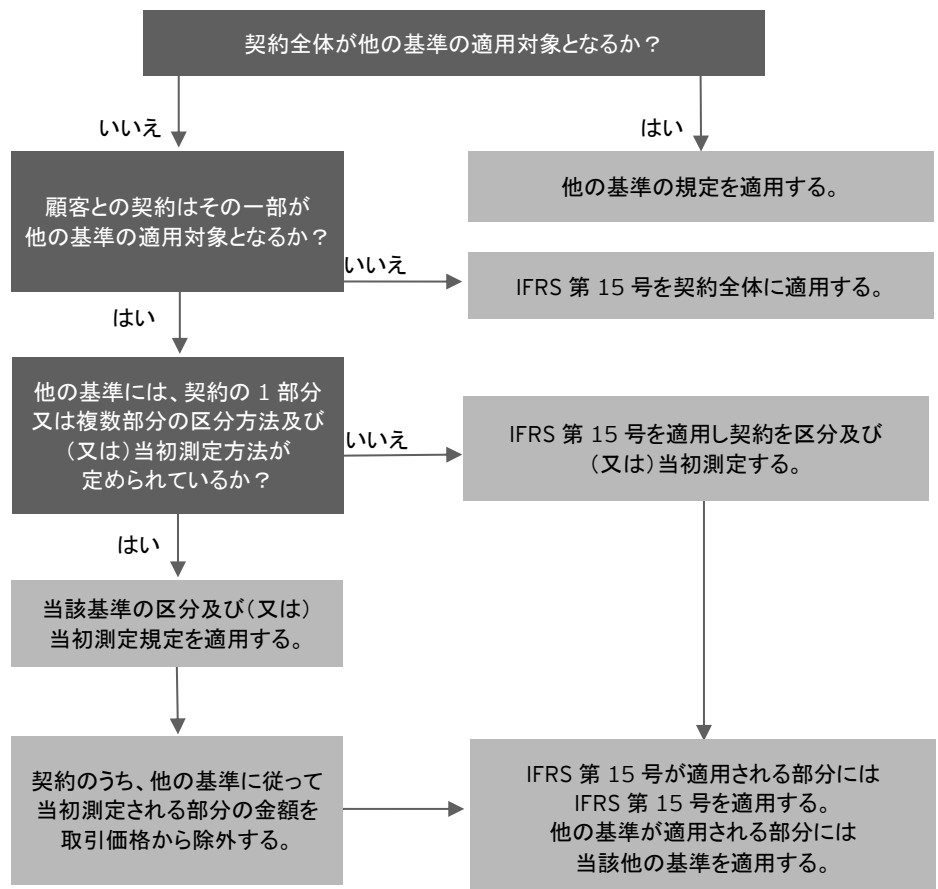 契約全体が他の基準の適用対象となるか？
いいえ
はい
顧客との契約はその一部が
他の基準の適用対象となるか？
他の基準の規定を適用する。
いいえ
IFRS 第 15 号を契約全体に適用する。
はい
他の基準には、契約の 1 部分
又は複数部分の区分方法及び
（又は）当初測定方法が
定められているか？
いいえ
IFRS 第 15 号を適用し契約を区分及び
（又は）当初測定する。
はい
当該基準の区分及び（又は）
当初測定規定を適用する。
契約のうち、他の基準に従って
当初測定される部分の金額を
取引価格から除外する。
IFRS 第 15 号が適用される部分には
IFRS 第 15 号を適用する。
他の基準が適用される部分には
当該他の基準を適用する。